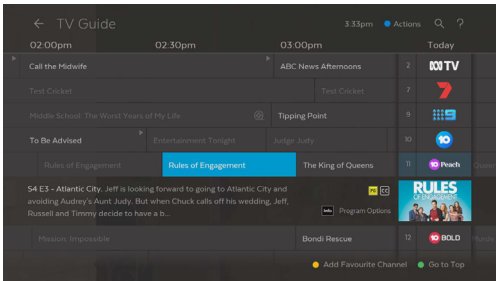 ← TV Guide 3:33pm Actions ?
02:00pm 02:30pm 03:00pm Today
Call the Midwife ABC News Afternoons 2 TV
Test Cricket Test Cricket 7 7
Middle School: The Worst Years of My Life Tipping Point 9 9
To Be Advised Entertainment Tonight Judge Judy 10 10
Rules of Engagement Rules of Engagement The King of Queens 11 10 Peach Queen
S4 E3 - Atlantic City. Jeff is looking forward to going to Atlantic City and
avoiding Audrey's Aunt Judy. But when Chuck calls off his wedding, Jeff,
Russell and Timmy decide to have a b...
PG CC
Program Options
RULES
OF ENGAGEMENT
Mission: Impossible Bondi Rescue 12 10 BOLD
Add Favourite Channel Go to Top